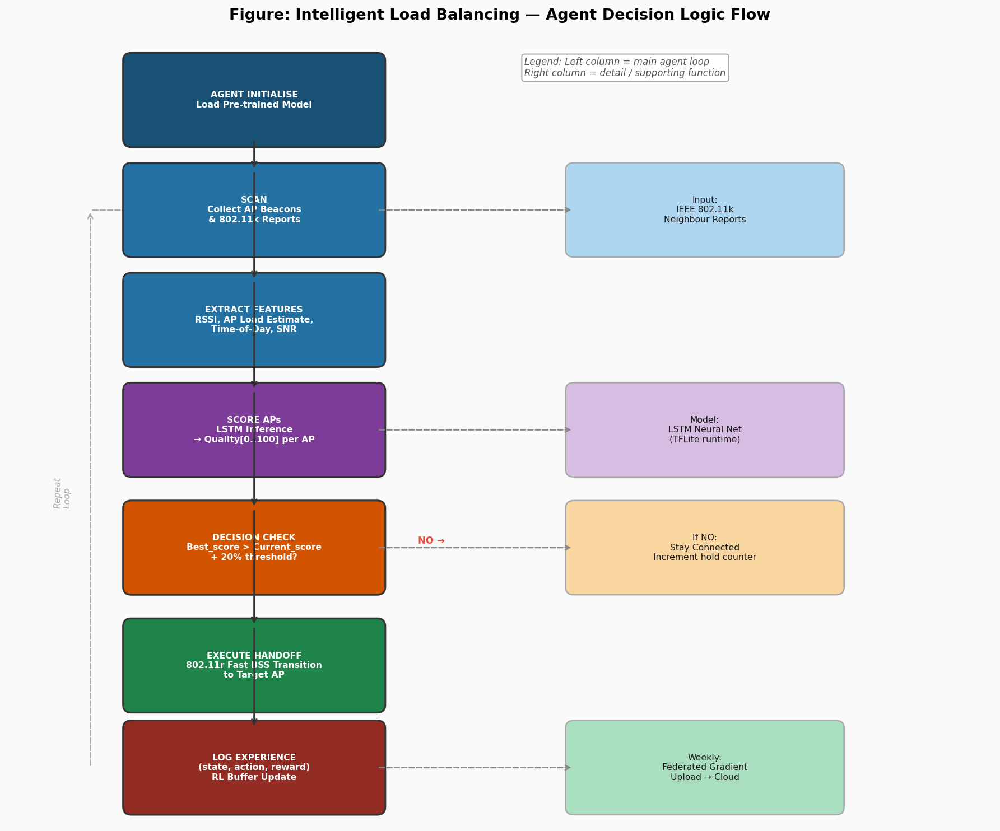 Figure: Intelligent Load Balancing — Agent Decision Logic Flow
Legend: Left column = main agent loop
Right column = detail / supporting function
AGENT INITIALISE
Load Pre-trained Model
SCAN
Collect AP Beacons
& 802.11k Reports
Input:
IEEE 802.11k
Neighbour Reports
EXTRACT FEATURES
RSSI, AP Load Estimate,
Time-of-Day, SNR
SCORE APs
LSTM Inference
→ Quality[0..100] per AP
Model:
LSTM Neural Net
(TFLite runtime)
Repeat
Loop
DECISION CHECK
Best_score > Current_score
+ 20% threshold?
NO →
If NO:
Stay Connected
Increment hold counter
EXECUTE HANDOFF
802.11r Fast BSS Transition
to Target AP
LOG EXPERIENCE
(state, action, reward)
RL Buffer Update
Weekly:
Federated Gradient
Upload → Cloud